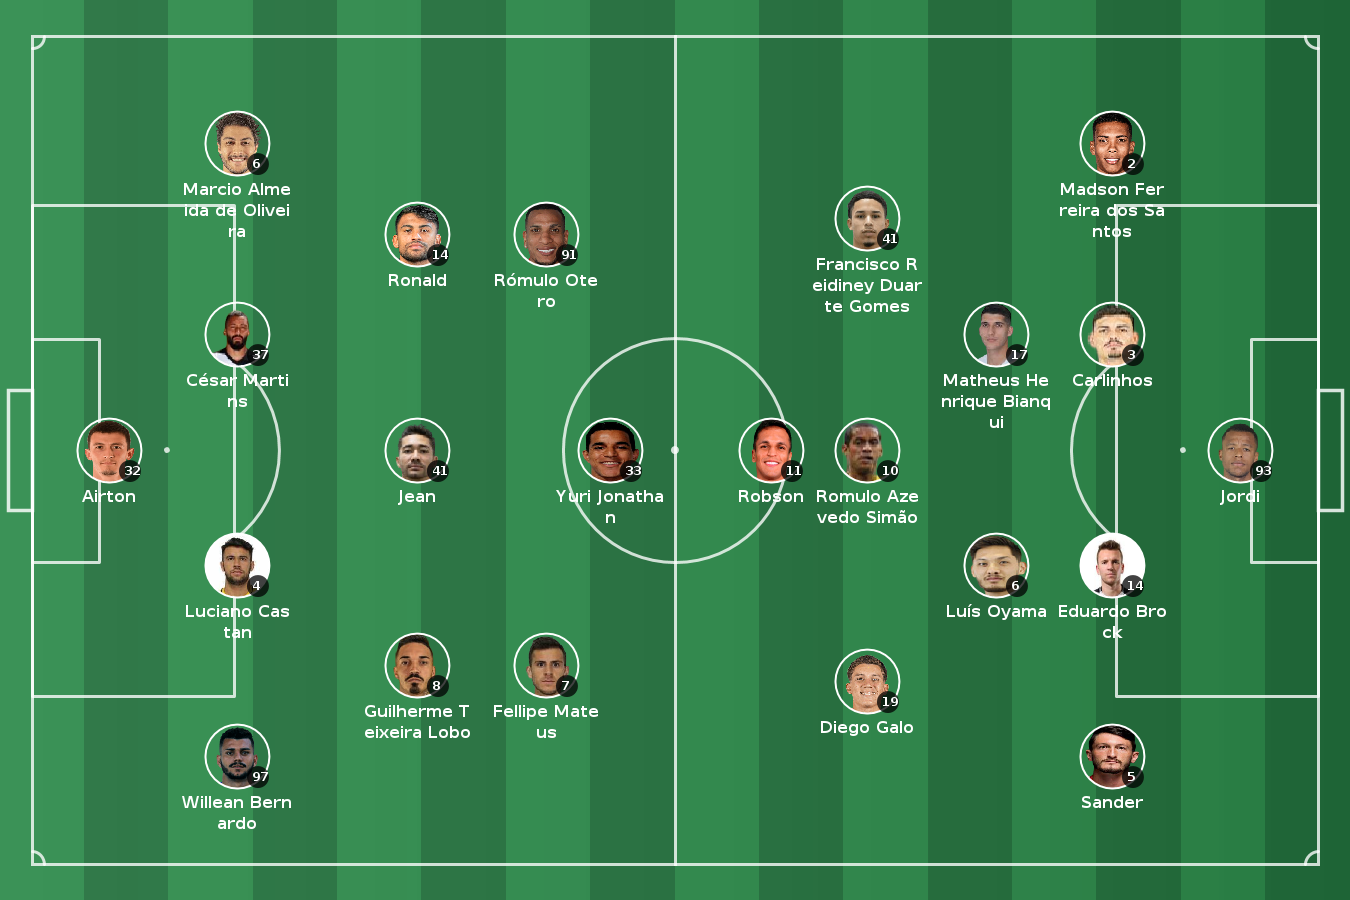 6
Marcio Alme
ida de Olivei
ra
2
Madson Fer
reira dos Sa
ntos
14
Ronald
91
Rómulo Ote
ro
41
Francisco R
eidiney Duar
te Gomes
37
César Marti
ns
17
Matheus He
nrique Bianq
ui
3
Carlinhos
32
Airton
41
Jean
33
Yuri Jonatha
n
11
Robson
10
Romulo Aze
vedo Simão
93
Jordi
4
Luciano Cas
tan
6
Luís Oyama
14
Eduardo Bro
ck
8
Guilherme T
eixeira Lobo
7
Fellipe Mate
us
19
Diego Galo
97
Willean Bern
ardo
5
Sander